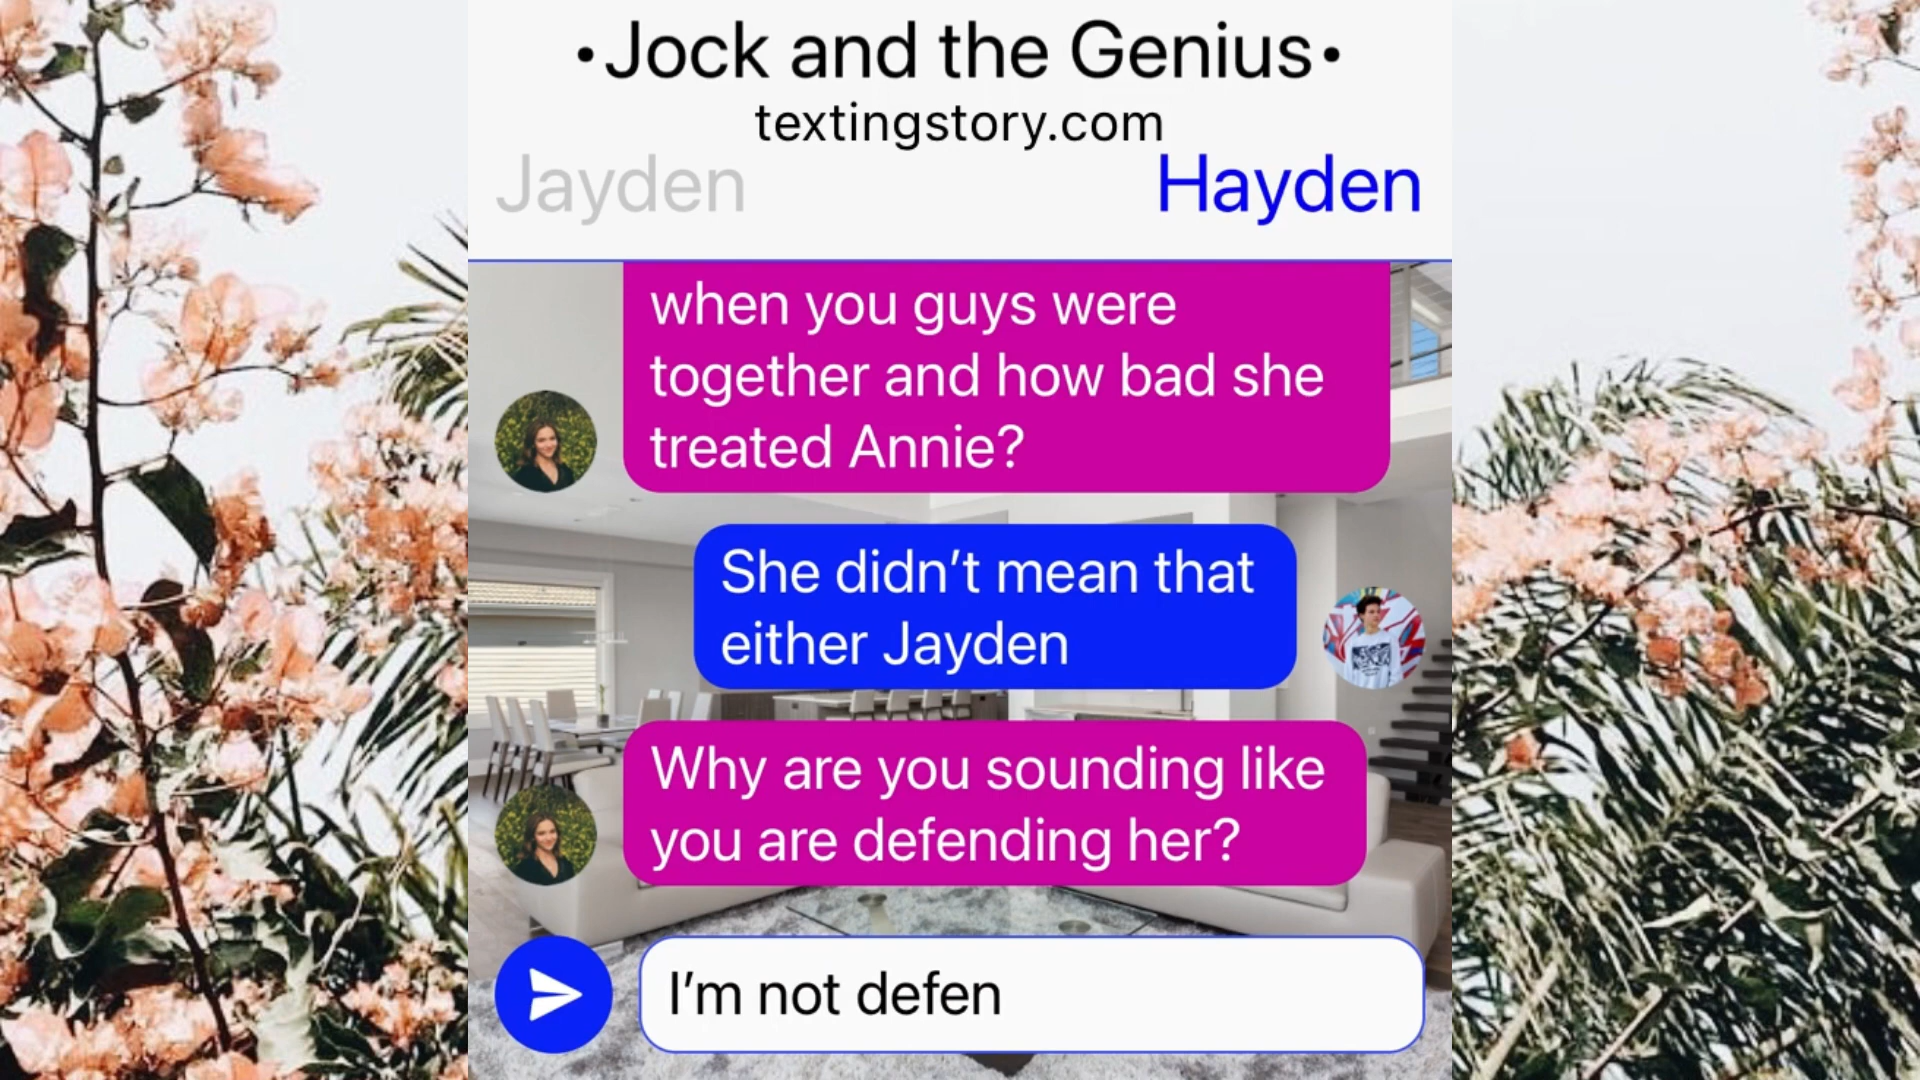 •Jock and the Genius•
textingstory.com
Jayden
Hayden
when you guys were
together and how bad she
treated Annie?
She didn’t mean that
either Jayden
Why are you sounding like
you are defending her?
I’m not defen